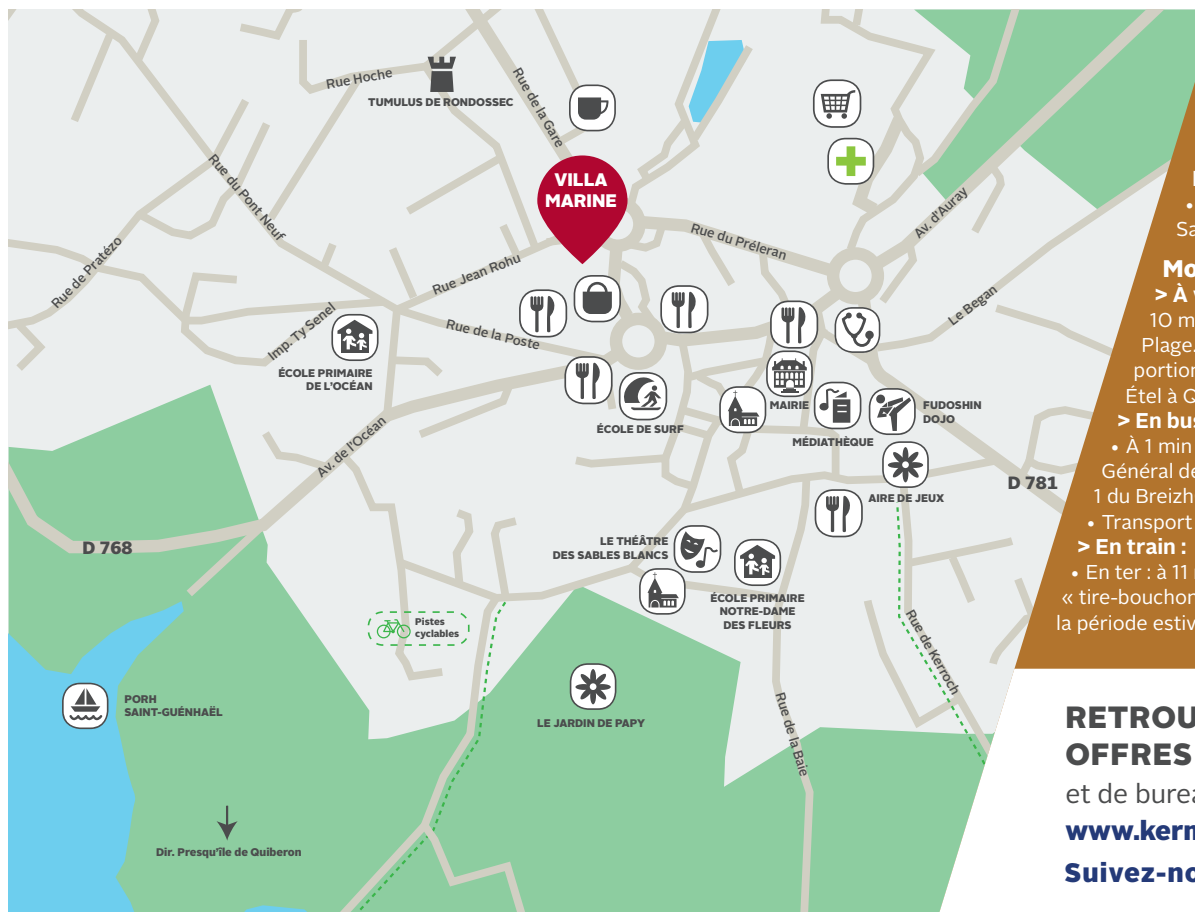 Rue Hoche
TUMULUS DE RONDOSSEC
Rue de la Gare
VILLA
MARINE
Rue du Pont Neuf
Rue de Pratézo
Rue Jean Rohu
Rue du Préleran
Av. d'Auray
Le Began
Imp. Ty Senel
Rue de la Poste
ÉCOLE PRIMAIRE
DE L'OCÉAN
ÉCOLE DE SURF
MAIRIE
MÉDIATHÈQUE
FUDOSHIN
DOJO
Av. de l'Océan
AIRE DE JEUX
D 781
D 768
LE THÉÂTRE
DES SABLES BLANCS
ÉCOLE PRIMAIRE
NOTRE-DAME
DES FLEURS
Pistes
cyclables
Rue de Kerroch
Rue de la Baie
PORH
SAINT-GUÉNHAËL
LE JARDIN DE PAPY
Dir. Presqu'île de Quiberon
•
Sa
Mo
> À
10 m
Plage.
portion
Étel à Q
> En bus
• À 1 min
Général de
1 du Breizh
• Transport
> En train :
• En ter : à 11
« tire-bouchon
la période estiv
RETROU
OFFRES
et de burea
www.kern
Suivez-no